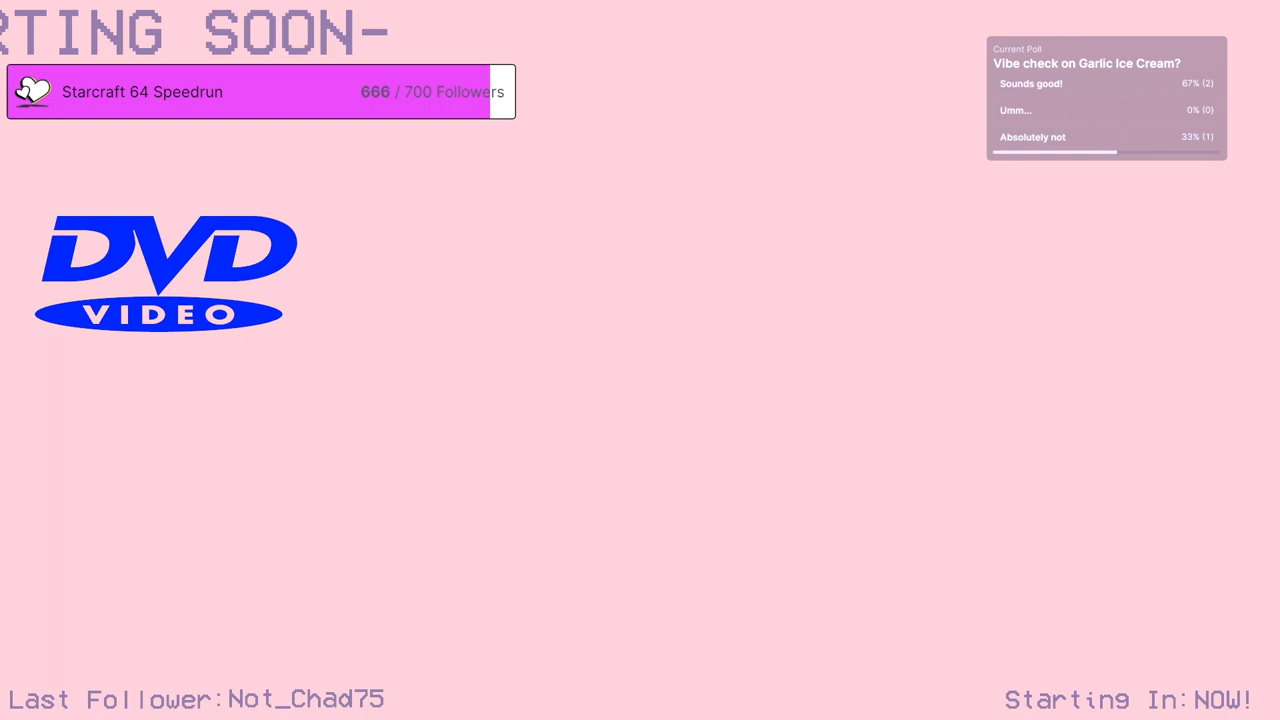 RTING SOON-
Starcraft 64 Speedrun 666 / 700 Followers
Current Poll
Vibe check on Garlic Ice Cream?
Sounds good! 67% (2)
Umm... 0% (0)
Absolutely not 33% (1)
DVD
VIDEO
Last Follower:Not_Chad75
Starting In:NOW!